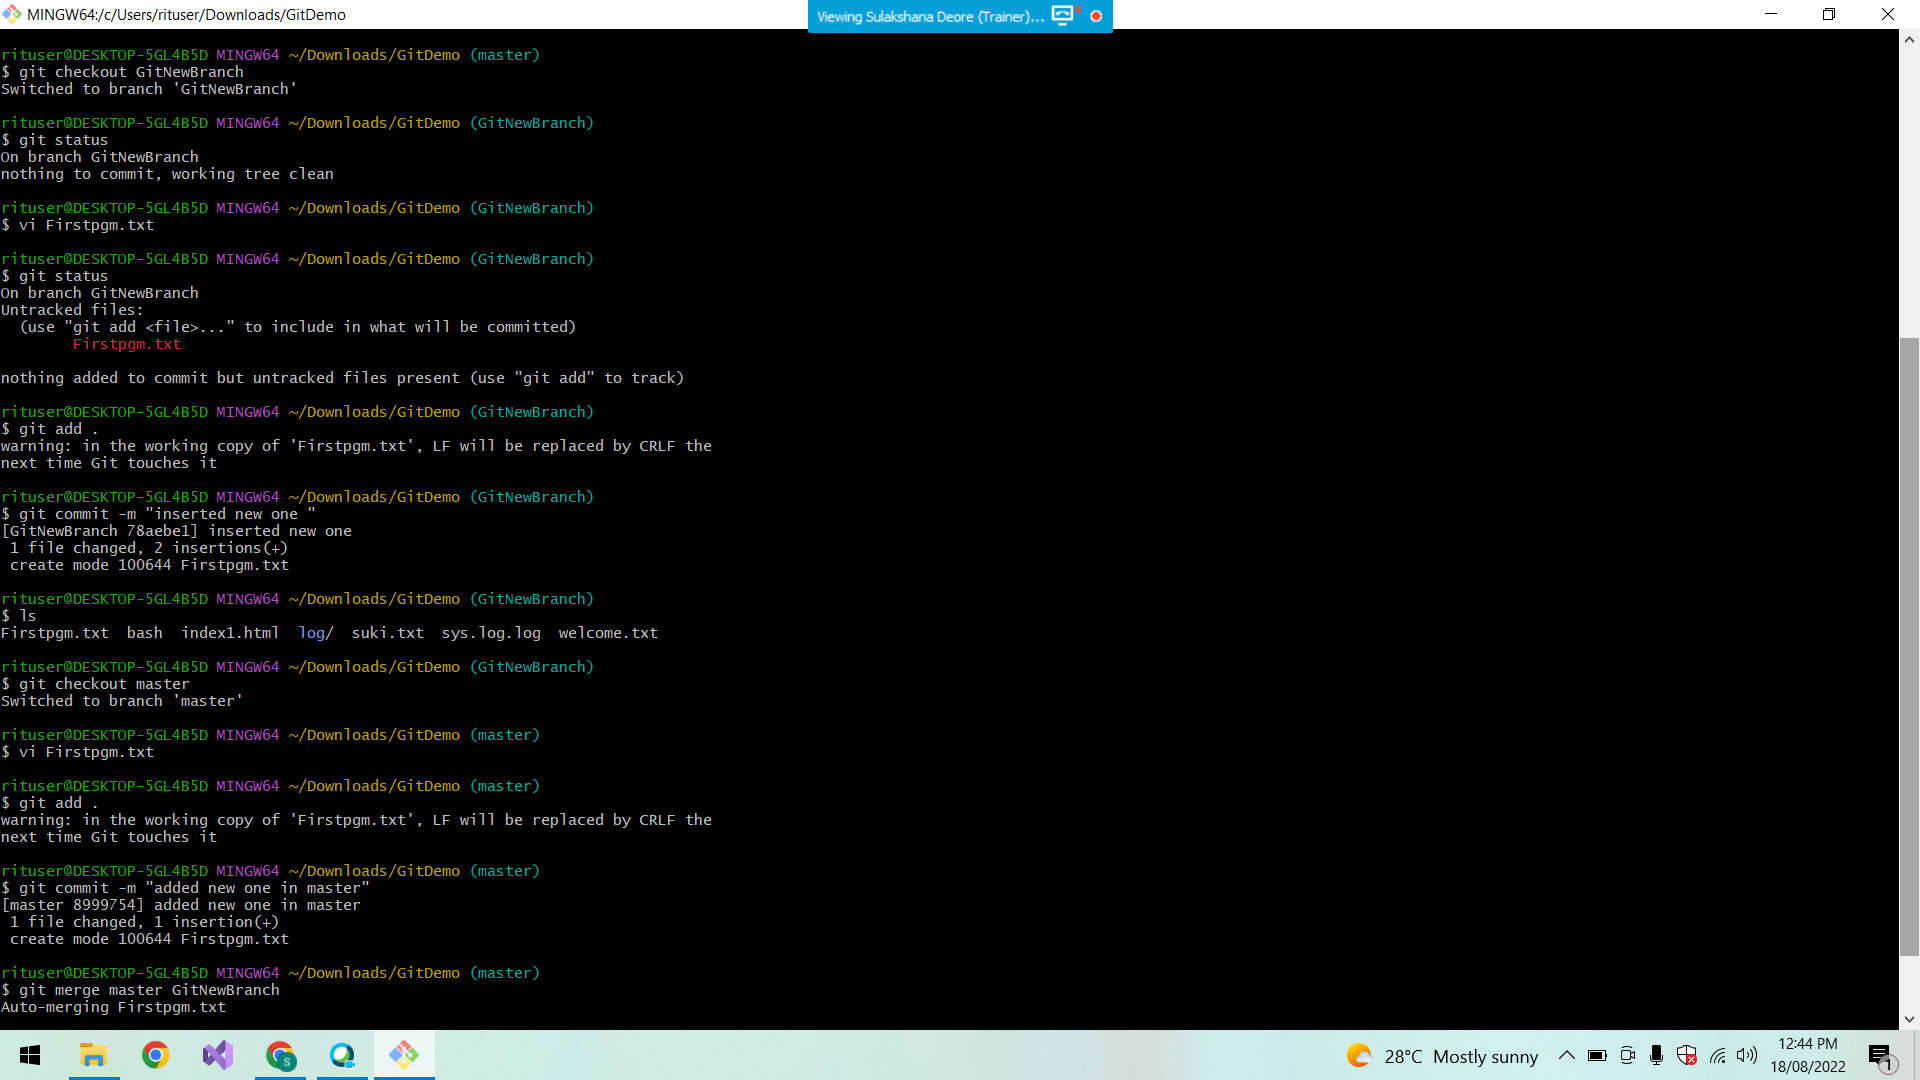 MINGW64:/c/Users/rituser/Downloads/GitDemo
Viewing Sulakshana Deore (Trainer)...
rituser@DESKTOP-5GL4B5D MINGW64 ~/Downloads/GitDemo (master)
$ git checkout GitNewBranch
Switched to branch 'GitNewBranch'
rituser@DESKTOP-5GL4B5D MINGW64 ~/Downloads/GitDemo (GitNewBranch)
$ git status
On branch GitNewBranch
nothing to commit, working tree clean
rituser@DESKTOP-5GL4B5D MINGW64 ~/Downloads/GitDemo (GitNewBranch)
$ vi Firstpgm.txt
rituser@DESKTOP-5GL4B5D MINGW64 ~/Downloads/GitDemo (GitNewBranch)
$ git status
On branch GitNewBranch
Untracked files:
  (use "git add <file>..." to include in what will be committed)
        Firstpgm.txt
nothing added to commit but untracked files present (use "git add" to track)
rituser@DESKTOP-5GL4B5D MINGW64 ~/Downloads/GitDemo (GitNewBranch)
$ git add .
warning: in the working copy of 'Firstpgm.txt', LF will be replaced by CRLF the
next time Git touches it
rituser@DESKTOP-5GL4B5D MINGW64 ~/Downloads/GitDemo (GitNewBranch)
$ git commit -m "inserted new one "
[GitNewBranch 78aebe1] inserted new one
 1 file changed, 2 insertions(+)
 create mode 100644 Firstpgm.txt
rituser@DESKTOP-5GL4B5D MINGW64 ~/Downloads/GitDemo (GitNewBranch)
$ ls
Firstpgm.txt  bash  index1.html  log/  suki.txt  sys.log.log  welcome.txt
rituser@DESKTOP-5GL4B5D MINGW64 ~/Downloads/GitDemo (GitNewBranch)
$ git checkout master
Switched to branch 'master'
rituser@DESKTOP-5GL4B5D MINGW64 ~/Downloads/GitDemo (master)
$ vi Firstpgm.txt
rituser@DESKTOP-5GL4B5D MINGW64 ~/Downloads/GitDemo (master)
$ git add .
warning: in the working copy of 'Firstpgm.txt', LF will be replaced by CRLF the
next time Git touches it
rituser@DESKTOP-5GL4B5D MINGW64 ~/Downloads/GitDemo (master)
$ git commit -m "added new one in master"
[master 8999754] added new one in master
 1 file changed, 1 insertion(+)
 create mode 100644 Firstpgm.txt
rituser@DESKTOP-5GL4B5D MINGW64 ~/Downloads/GitDemo (master)
$ git merge master GitNewBranch
Auto-merging Firstpgm.txt
S
28°C Mostly sunny
12:44 PM
18/08/2022
1